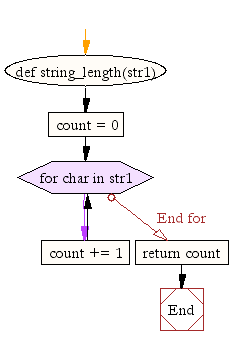 def string_length(str1)
count = 0
for char in str1
End for
count += 1
return count
End